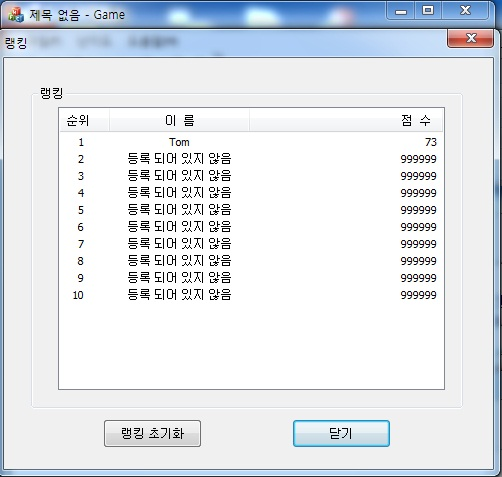 제목 없음 - Game
랭킹
랭킹
순위 이 름 점 수
1 Tom 73
2 등록 되어 있지 않음 999999
3 등록 되어 있지 않음 999999
4 등록 되어 있지 않음 999999
5 등록 되어 있지 않음 999999
6 등록 되어 있지 않음 999999
7 등록 되어 있지 않음 999999
8 등록 되어 있지 않음 999999
9 등록 되어 있지 않음 999999
10 등록 되어 있지 않음 999999
랭킹 초기화 닫기